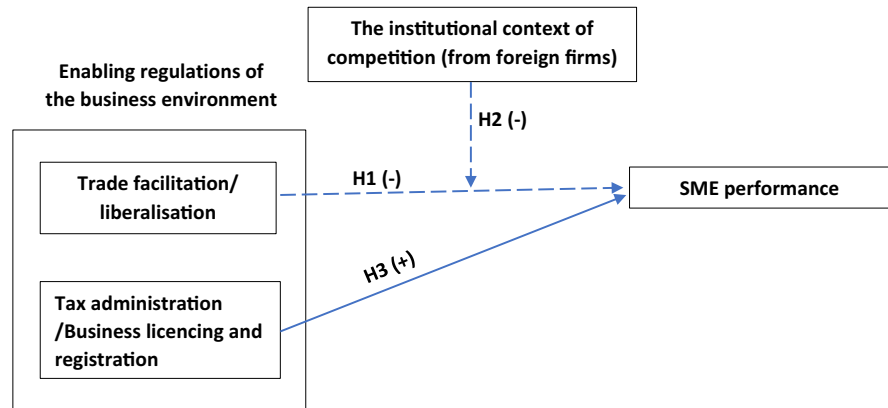 The institutional context of
competition (from foreign firms)
Enabling regulations of
the business environment
H2 (-)
Trade facilitation/
liberalisation
H1 (-)
SME performance
H3 (+)
Tax administration
/Business licencing and
registration